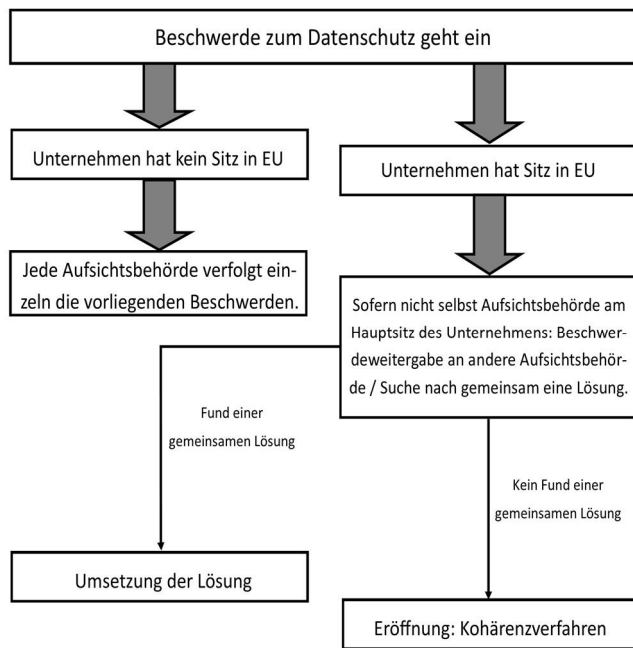 Beschwerde zum Datenschutz geht ein
Unternehmen hat kein Sitz in EU
Unternehmen hat Sitz in EU
Jede Aufsichtsbehörde verfolgt ein-
zeln die vorliegenden Beschwerden.
Sofern nicht selbst Aufsichtsbehörde am
Hauptsitz des Unternehmens: Beschwer-
deweitergabe an andere Aufsichtsbehör-
de / Suche nach gemeinsam eine Lösung.
Fund einer
gemeinsamen Lösung
Kein Fund einer
gemeinsamen Lösung
Umsetzung der Lösung
Eröffnung: Kohärenzverfahren